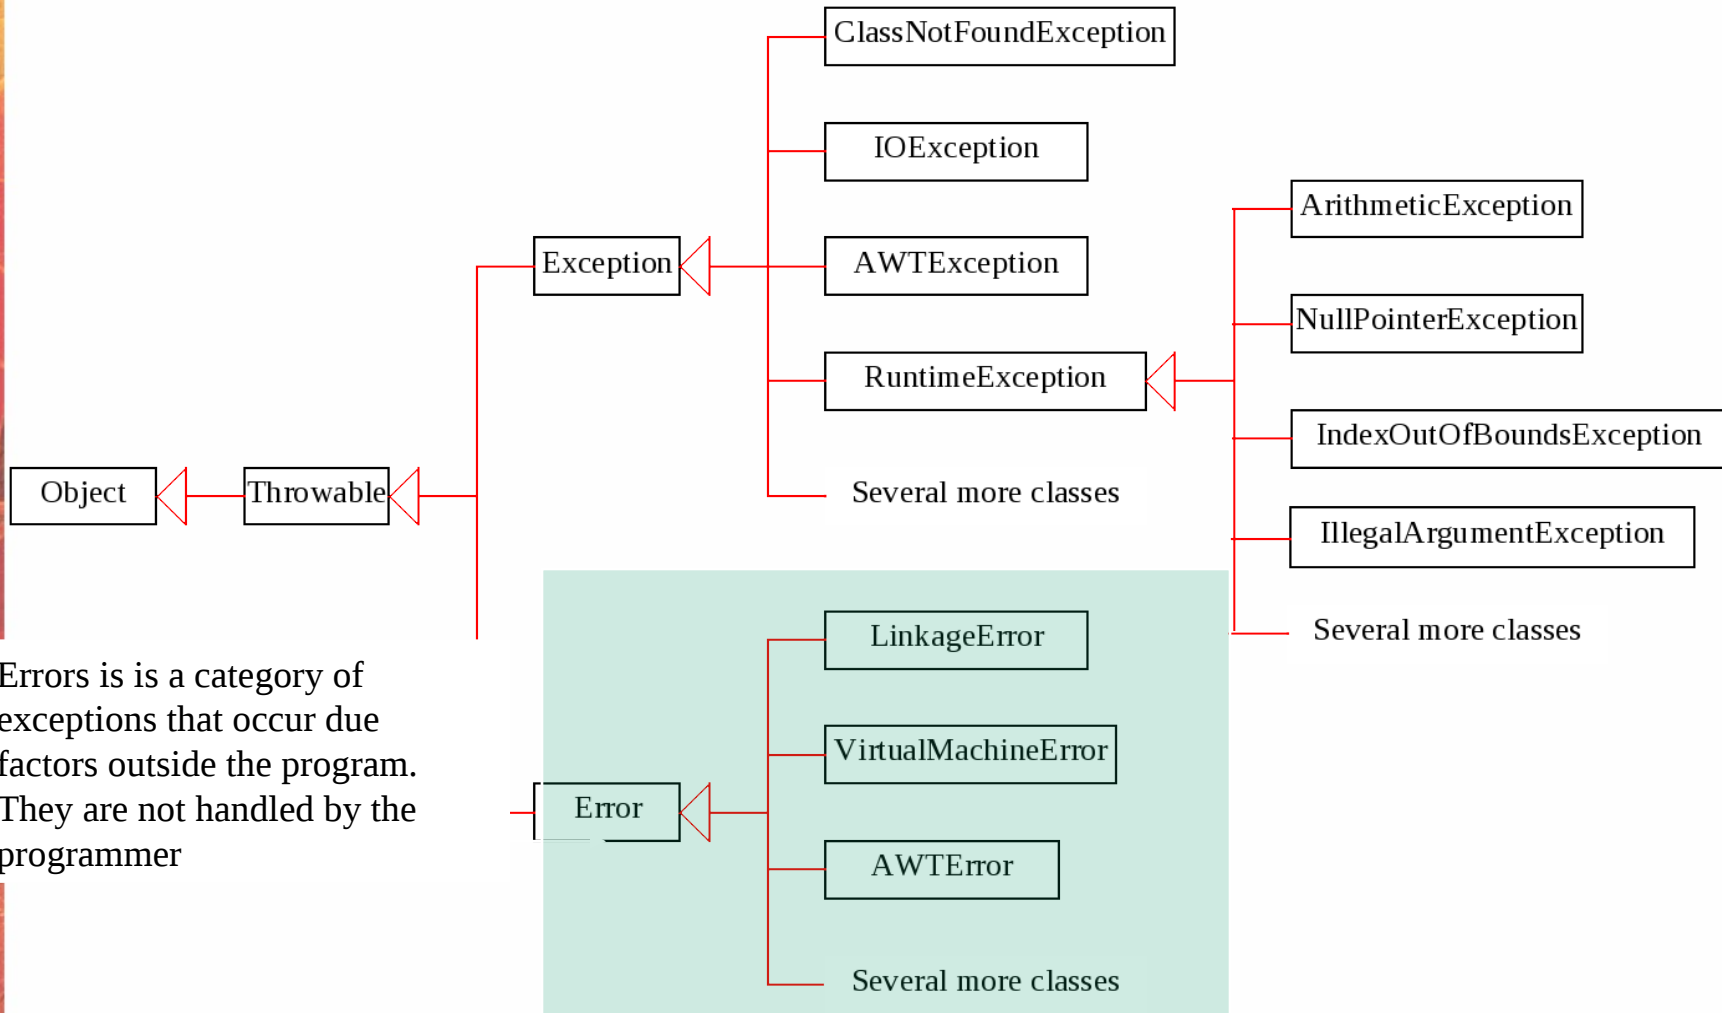 ClassNotFoundException
IOException
AWTException
RuntimeException
Several more classes
Exception
ArithmeticException
NullPointerException
IndexOutOfBoundsException
IllegalArgumentException
Several more classes
Object
Throwable
Errors is is a category of
exceptions that occur due
factors outside the program.
They are not handled by the
programmer
Error
LinkageError
VirtualMachineError
AWTError
Several more classes